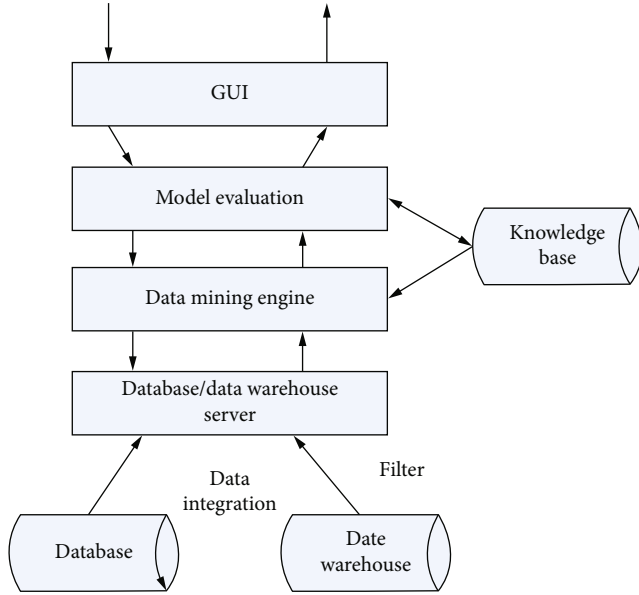 GUI
Model evaluation
Knowledge
base
Data mining engine
Database/data warehouse
server
Data
integration
Filter
Database
Date
warehouse